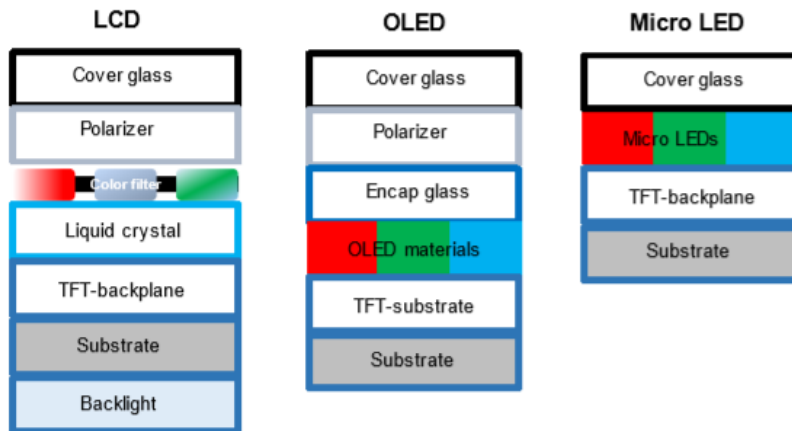 LCD
Cover glass
Polarizer
Color filter
Liquid crystal
TFT-backplane
Substrate
Backlight
OLED
Cover glass
Polarizer
Encap glass
OLED materials
TFT-substrate
Substrate
Micro LED
Cover glass
Micro LEDs
TFT-backplane
Substrate